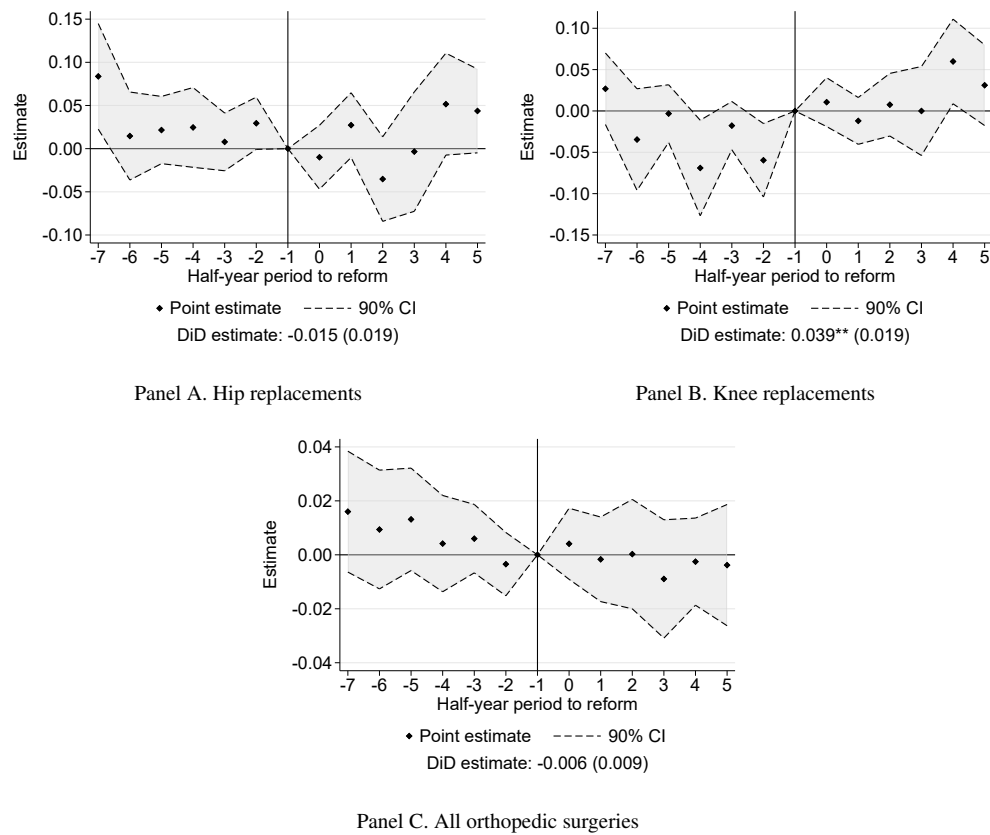 0.15
0.10
0.05
0.00
-0.05
-0.10
Estimate
-7 -6 -5 -4 -3 -2 -1 0 1 2 3 4 5
Half-year period to reform
Point estimate 90% CI
DiD estimate: -0.015 (0.019)
Panel A. Hip replacements
0.10
0.05
0.00
-0.05
-0.10
-0.15
Estimate
-7 -6 -5 -4 -3 -2 -1 0 1 2 3 4 5
Half-year period to reform
Point estimate 90% CI
DiD estimate: 0.039** (0.019)
Panel B. Knee replacements
0.04
0.02
0.00
-0.02
-0.04
Estimate
-7 -6 -5 -4 -3 -2 -1 0 1 2 3 4 5
Half-year period to reform
Point estimate 90% CI
DiD estimate: -0.006 (0.009)
Panel C. All orthopedic surgeries